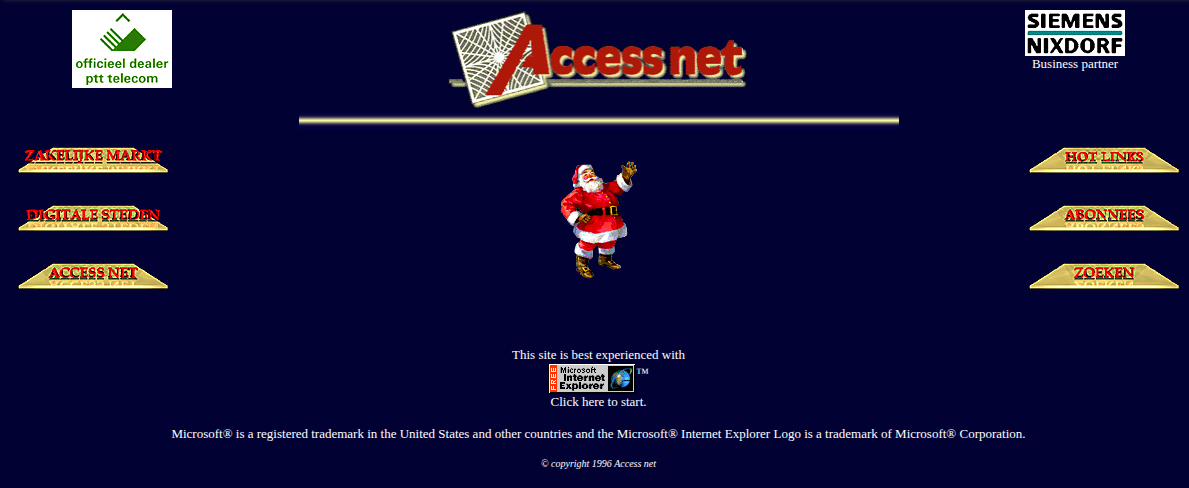 officieel dealer
ptt telecom
Access net
SIEMENS
NIXDORF
Business partner
ZAKELIJKE MARKT
HOT LINKS
DIGITALE STEDEN
ABONNEES
ACCESS NET
ZOEKEN
This site is best experienced with
FREE
Microsoft
Internet
Explorer
™
Click here to start.
Microsoft® is a registered trademark in the United States and other countries and the Microsoft® Internet Explorer Logo is a trademark of Microsoft® Corporation.
© copyright 1996 Access net